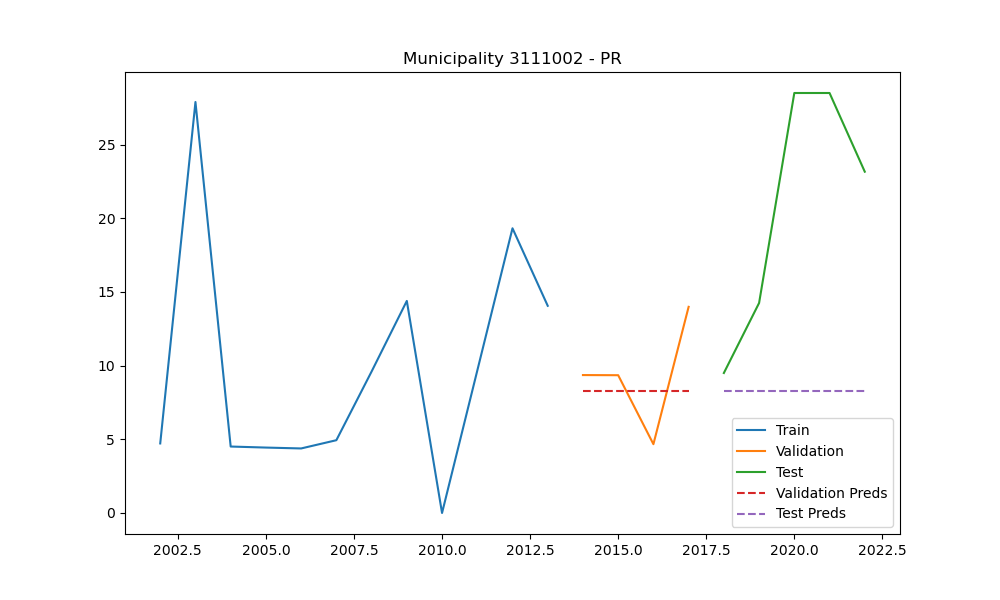 Municipality 3111002 - PR
25
20
15
10
5
0
2002.5 2005.0 2007.5 2010.0 2012.5 2015.0 2017.5 2020.0 2022.5
Train
Validation
Test
Validation Preds
Test Preds